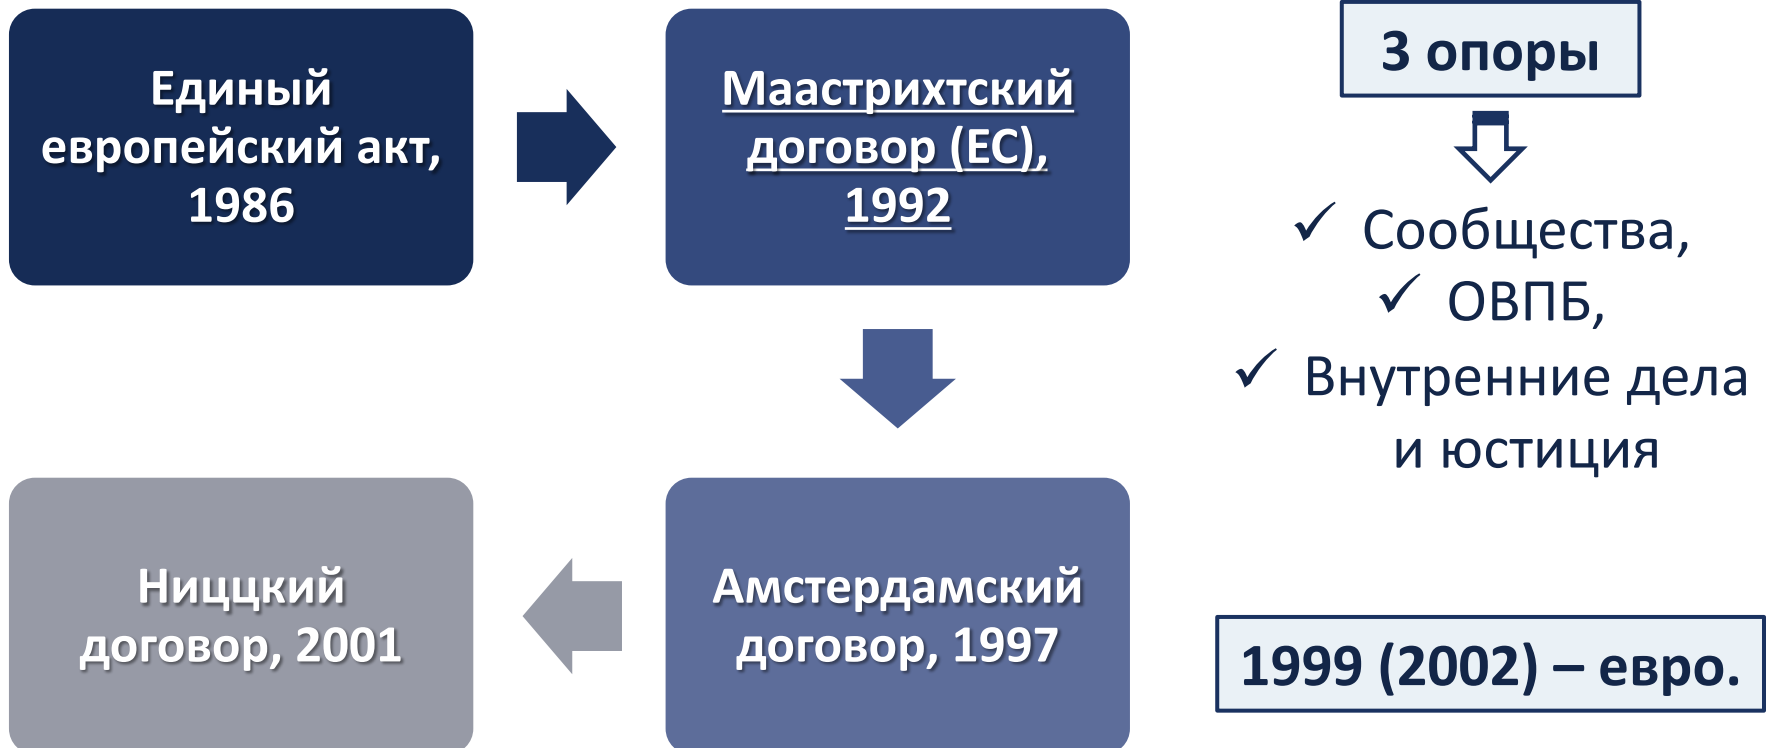 Единый
европейский акт,
1986
Маастрихтский
договор (ЕС),
1992
3 опоры
✓ Сообщества,
✓ ОВПБ,
✓ Внутренние дела
и юстиция
Ниццкий
договор, 2001
Амстердамский
договор, 1997
1999 (2002) – евро.